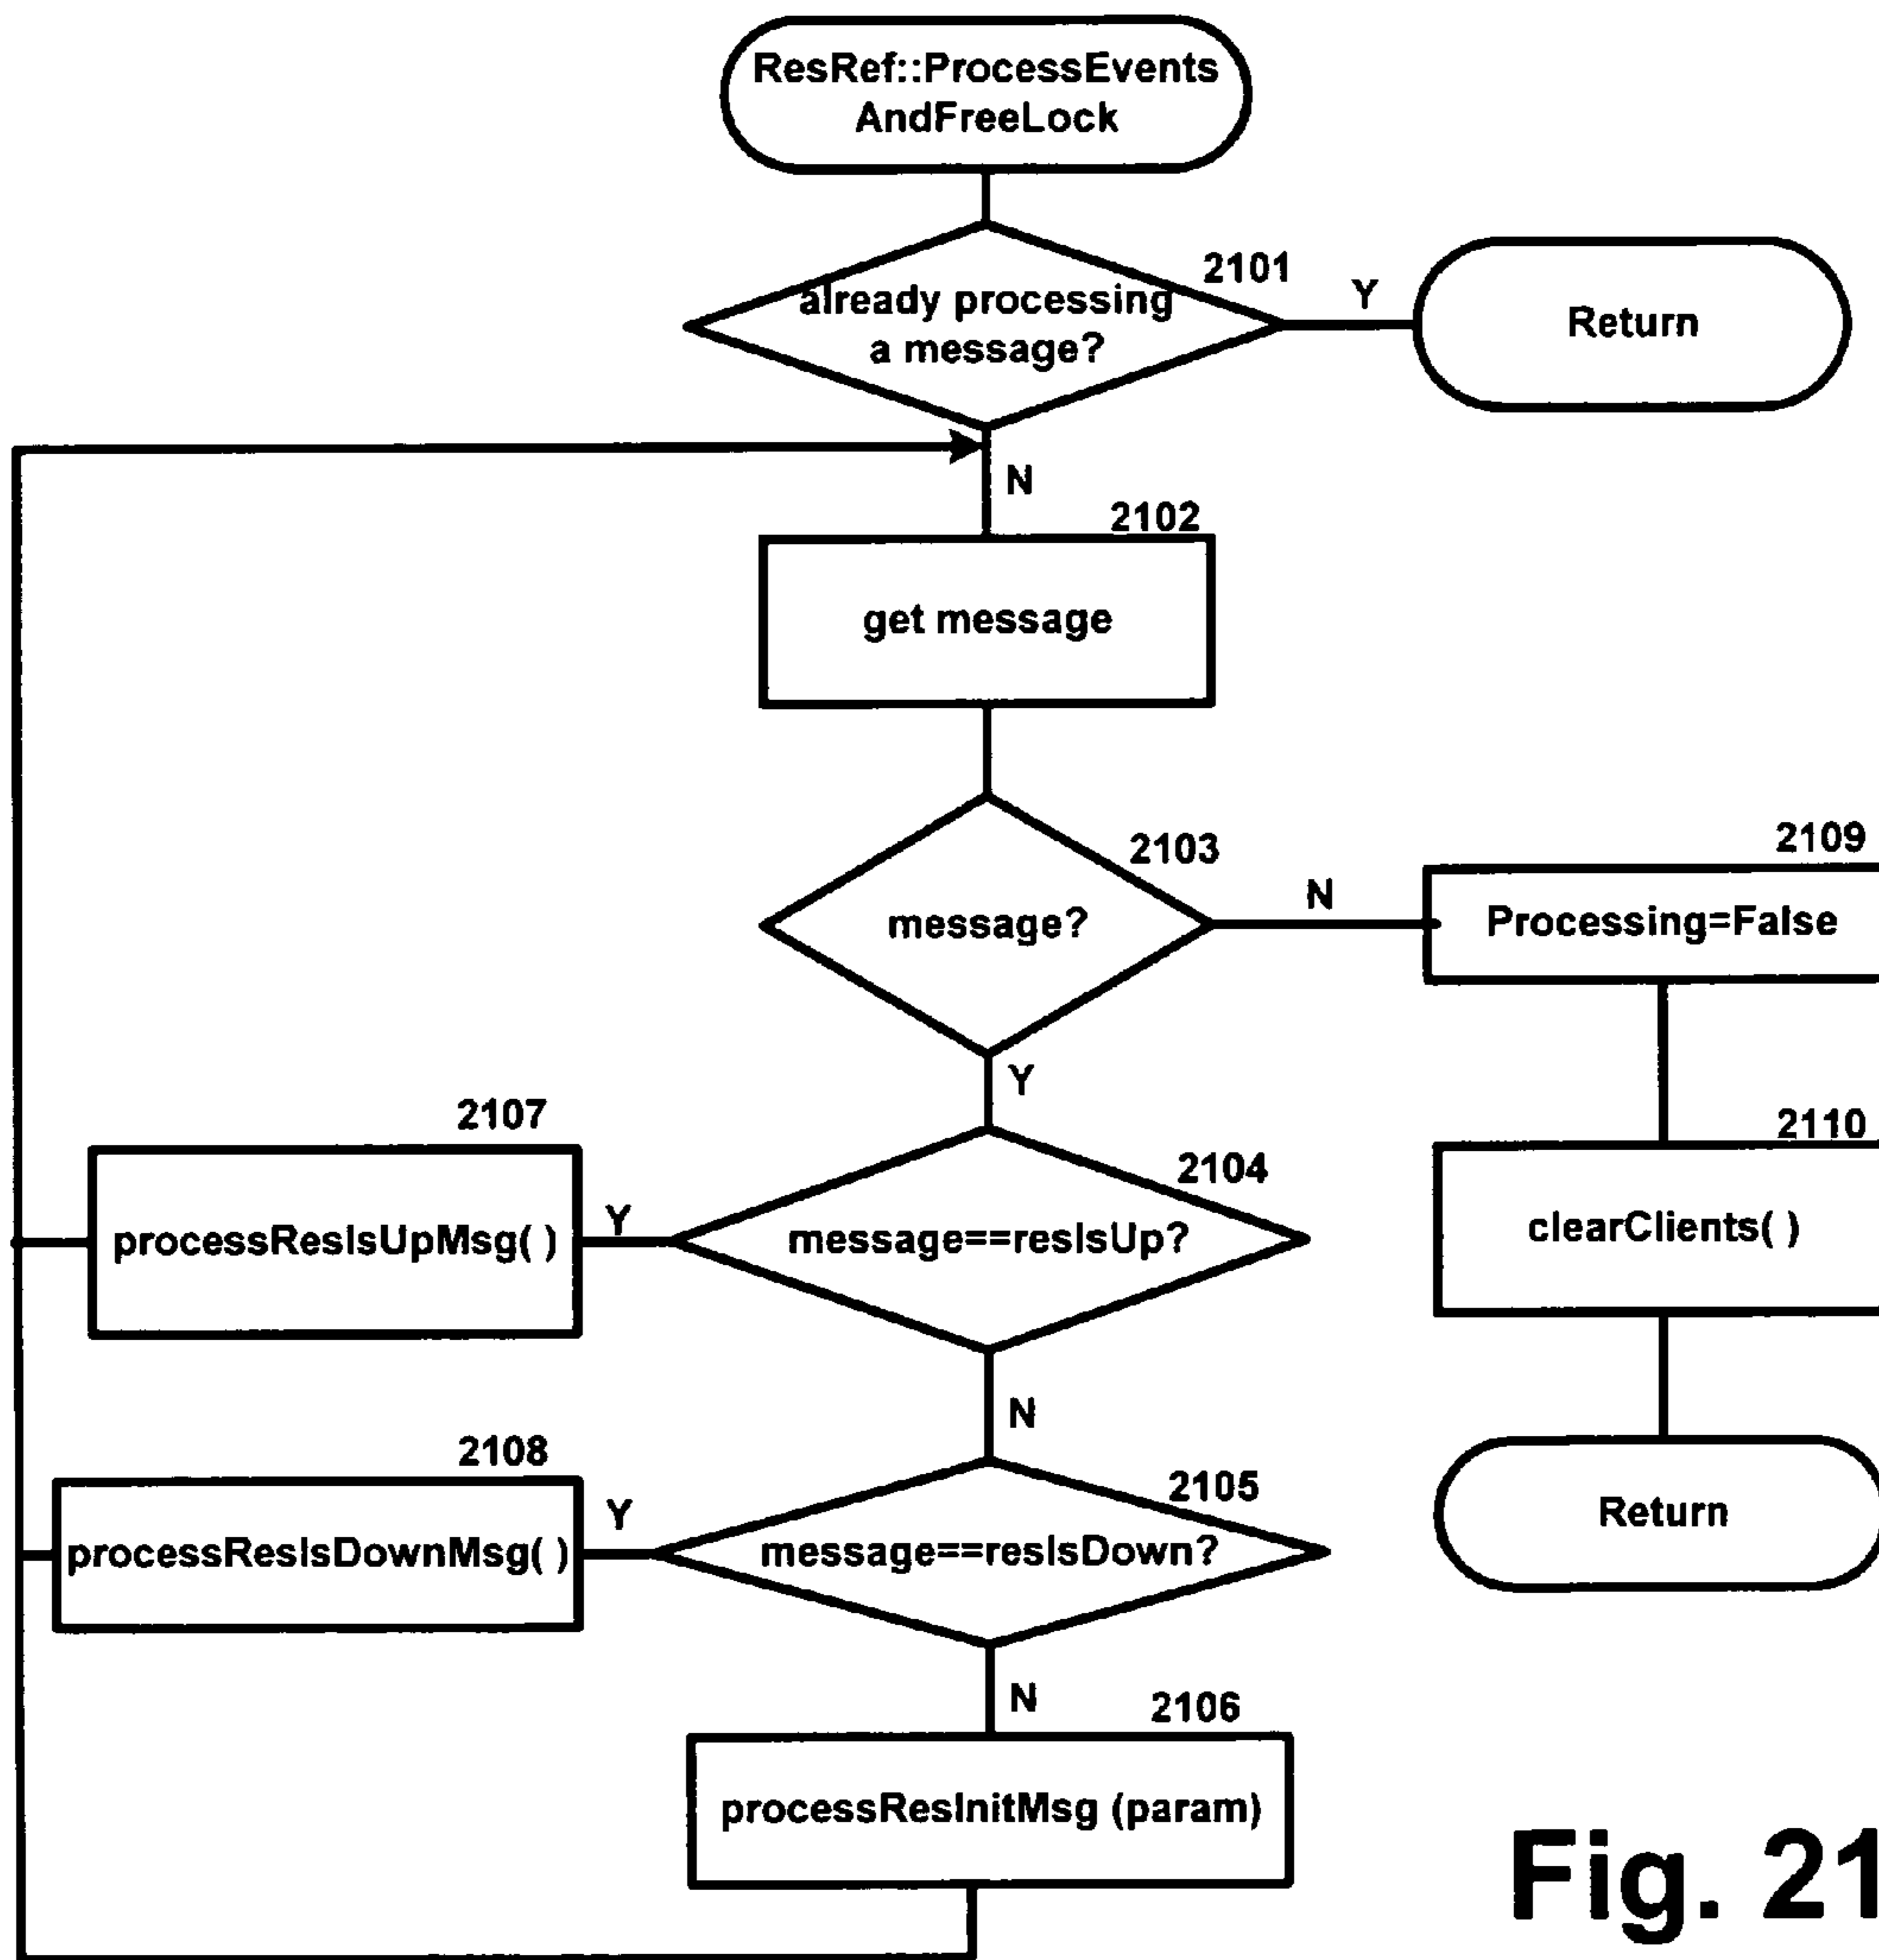 ResRef::ProcessEvents
AndFreeLock
2101
already processing
a message?
Y
Return
N
2102
get message
2103
message?
N
2109
Processing=False
Y
2110
clearClients( )
2107
processResIsUpMsg( )
Y
2104
message==resIsUp?
N
Return
2108
processResIsDownMsg( )
Y
2105
message==resIsDown?
N
2106
processResInitMsg (param)
Fig. 21